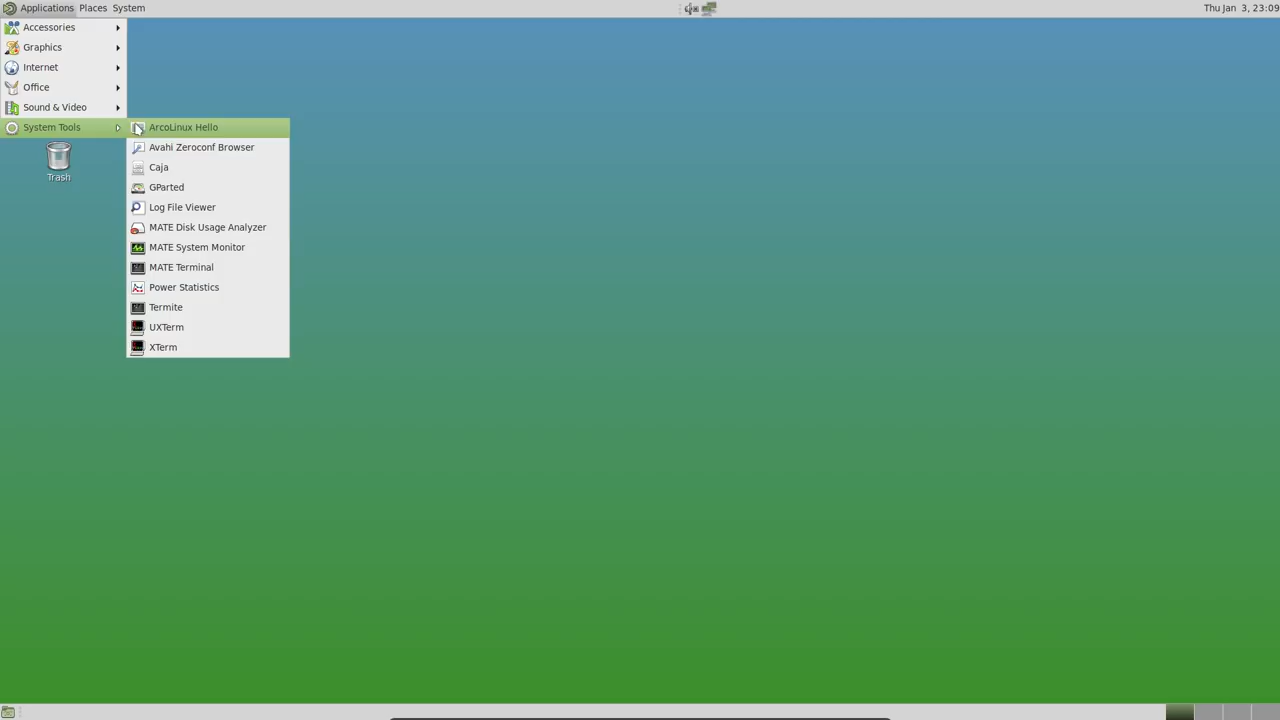 Applications Places System
Thu Jan 3, 23:09
Accessories
Graphics
Internet
Office
Sound & Video
System Tools
ArcoLinux Hello
Avahi Zeroconf Browser
Caja
GParted
Log File Viewer
MATE Disk Usage Analyzer
MATE System Monitor
MATE Terminal
Power Statistics
Termite
UXTerm
XTerm
Trash